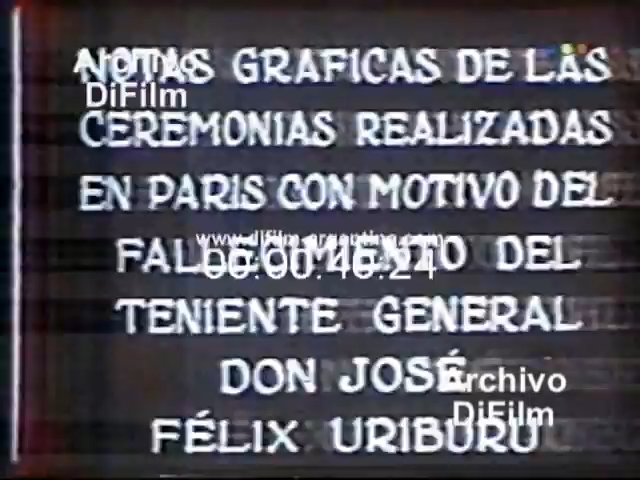 NOTAS GRAFICAS DE LAS
CEREMONIAS REALIZADAS
EN PARIS CON MOTIVO DEL
FALLECIMIENTO DEL
TENIENTE GENERAL
DON JOSÉ
FÉLIX URIBURU
Archivo
DiFilm
www.difilm-argentina.com
00:00:46:24
Archivo
DiFilm